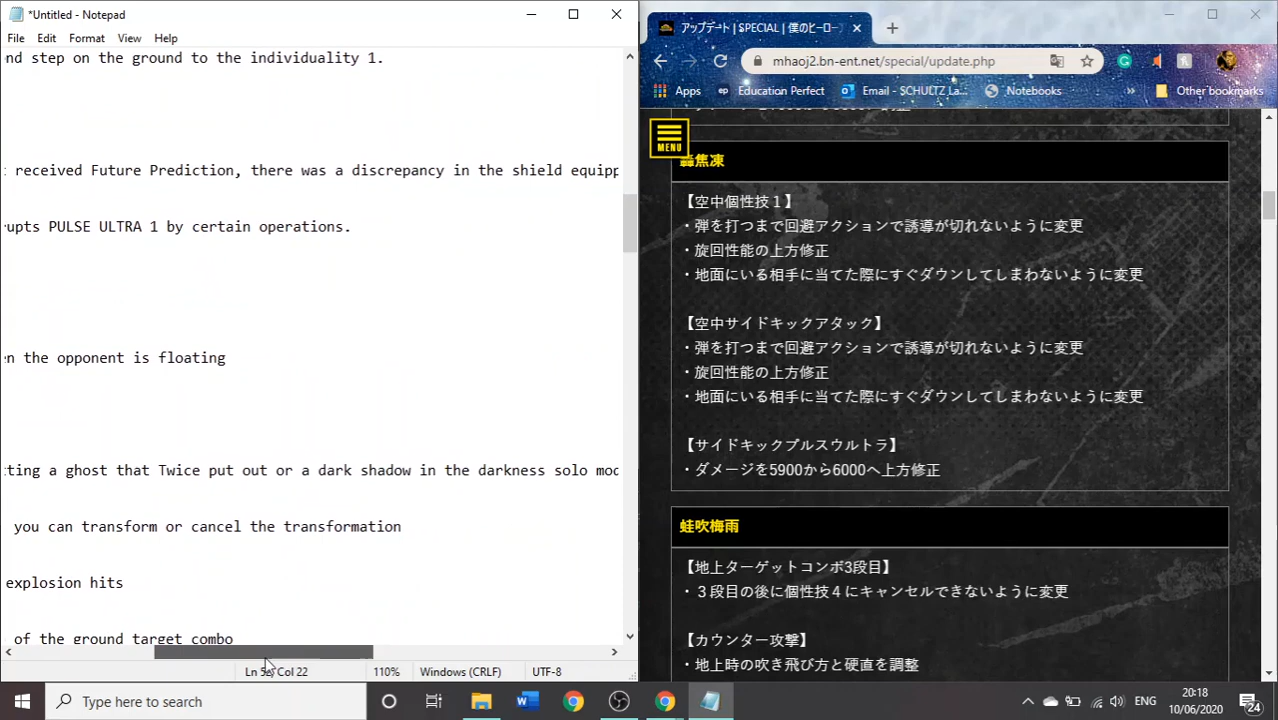 *Untitled - Notepad
File Edit Format View Help
nd step on the ground to the individuality 1.
received Future Prediction, there was a discrepancy in the shield equipp
upts PULSE ULTRA 1 by certain operations.
n the opponent is floating
ting a ghost that Twice put out or a dark shadow in the darkness solo mod
you can transform or cancel the transformation
explosion hits
of the ground target combo
Col 22
110%
Windows (CRLF)
UTF-8
アップデート | SPECIAL | 僕のヒーロー
mhaoj2.bn-ent.net/special/update.php
Apps
Education Perfect
Email - SCHULTZ La...
Notebooks
»
Other bookmarks
MENU
轟焦凍
【空中個性技１】
・弾を打つまで回避アクションで誘導が切れないように変更
・旋回性能の上方修正
・地面にいる相手に当てた際にすぐダウンしてしまわないように変更
【空中サイドキックアタック】
・弾を打つまで回避アクションで誘導が切れないように変更
・旋回性能の上方修正
・地面にいる相手に当てた際にすぐダウンしてしまわないように変更
【サイドキックプルスウルトラ】
・ダメージを5900から6000へ上方修正
蛙吹梅雨
【地上ターゲットコンボ3段目】
・３段目の後に個性技４にキャンセルできないように変更
【カウンター攻撃】
・地上時の吹き飛び方と硬直を調整
Type here to search
ENG
20:18
10/06/2020
24